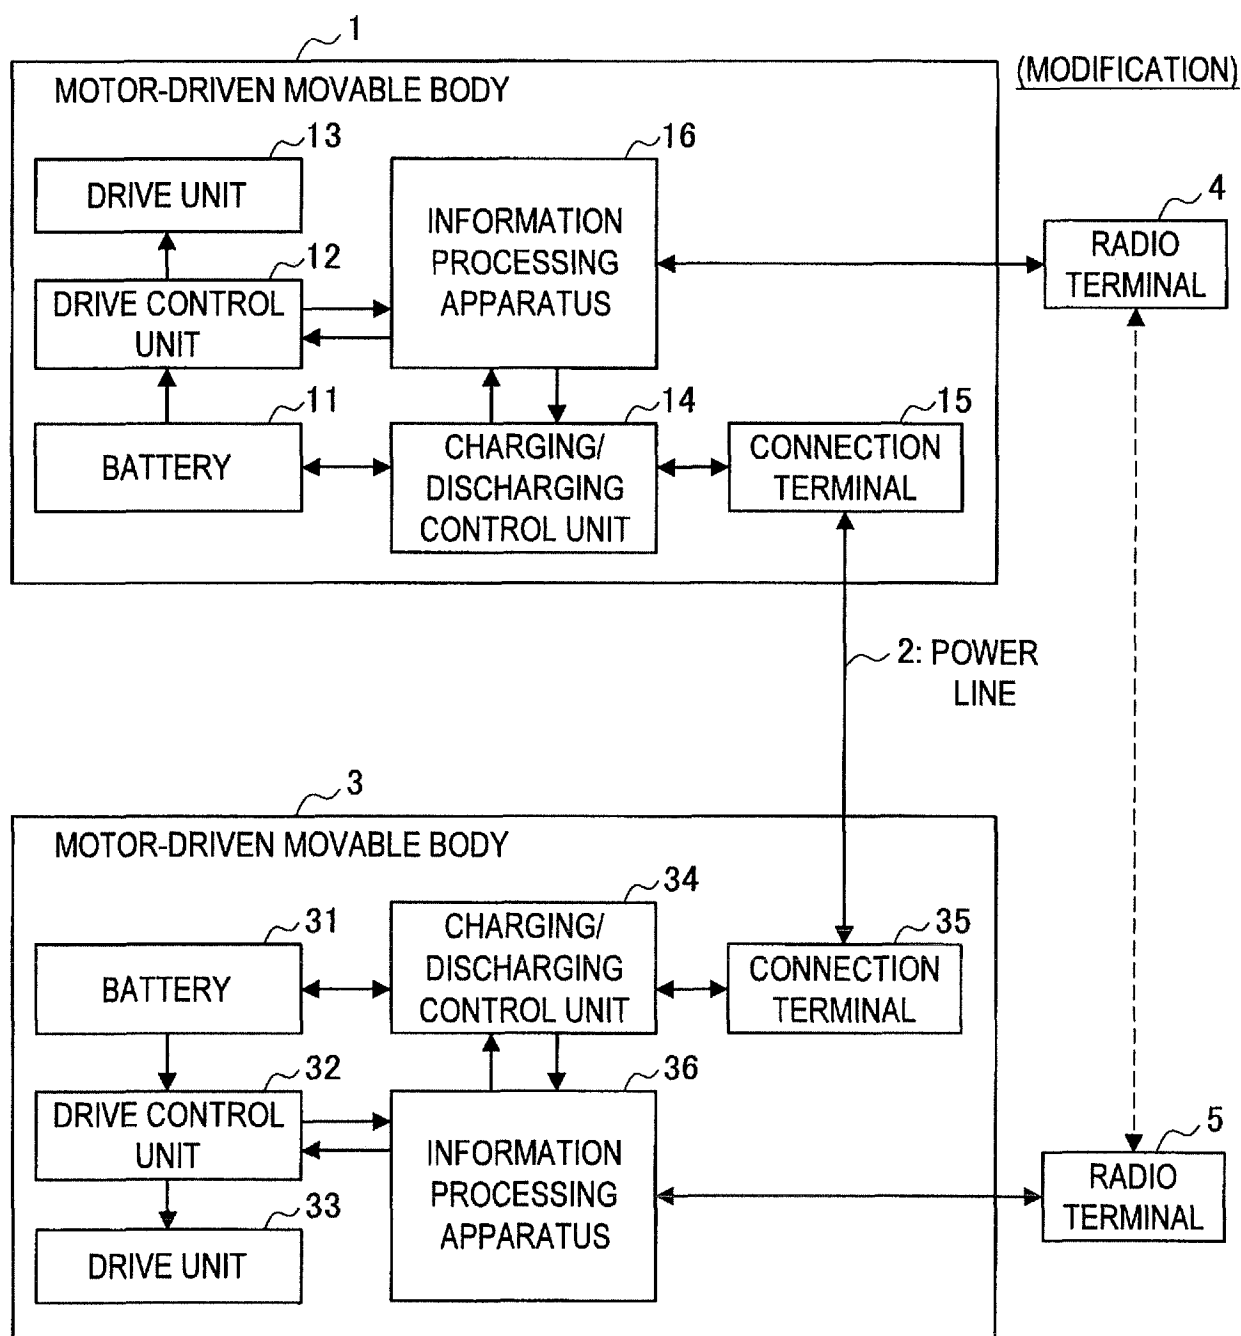 1
(MODIFICATION)
MOTOR-DRIVEN MOVABLE BODY
13
DRIVE UNIT
16
INFORMATION
PROCESSING
APPARATUS
4
RADIO
TERMINAL
12
DRIVE CONTROL
UNIT
11
BATTERY
14
CHARGING/
DISCHARGING
CONTROL UNIT
15
CONNECTION
TERMINAL
2: POWER
LINE
3
MOTOR-DRIVEN MOVABLE BODY
31
BATTERY
34
CHARGING/
DISCHARGING
CONTROL UNIT
35
CONNECTION
TERMINAL
32
DRIVE CONTROL
UNIT
36
INFORMATION
PROCESSING
APPARATUS
5
RADIO
TERMINAL
33
DRIVE UNIT